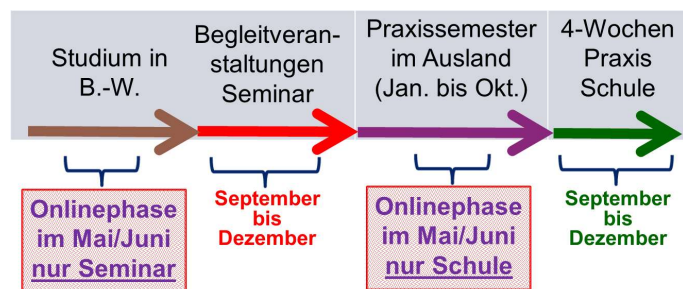 Studium in
B.-W.
Begleitveran-
staltungen
Seminar
Praxissemester
im Ausland
(Jan. bis Okt.)
4-Wochen
Praxis
Schule
Onlinephase
im Mai/Juni
nur Seminar
September
bis
Dezember
Onlinephase
im Mai/Juni
nur Schule
September
bis
Dezember